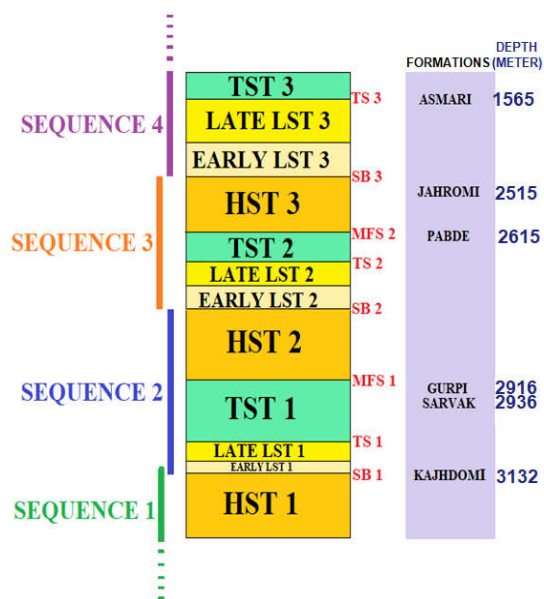 DEPTH
FORMATIONS (METER)
TST 3
TS 3
ASMARI 1565
LATE LST 3
SEQUENCE 4
EARLY LST 3
SB 3
HST 3
JAHROMI 2515
SEQUENCE 3
MFS 2
PABDE 2615
TST 2
TS 2
LATE LST 2
EARLY LST 2
SB 2
HST 2
MFS 1
SEQUENCE 2
GURPI 2916
SARVAK 2936
TST 1
TS 1
LATE LST 1
EARLY LST 1
SB 1
KAJHDOMI 3132
HST 1
SEQUENCE 1